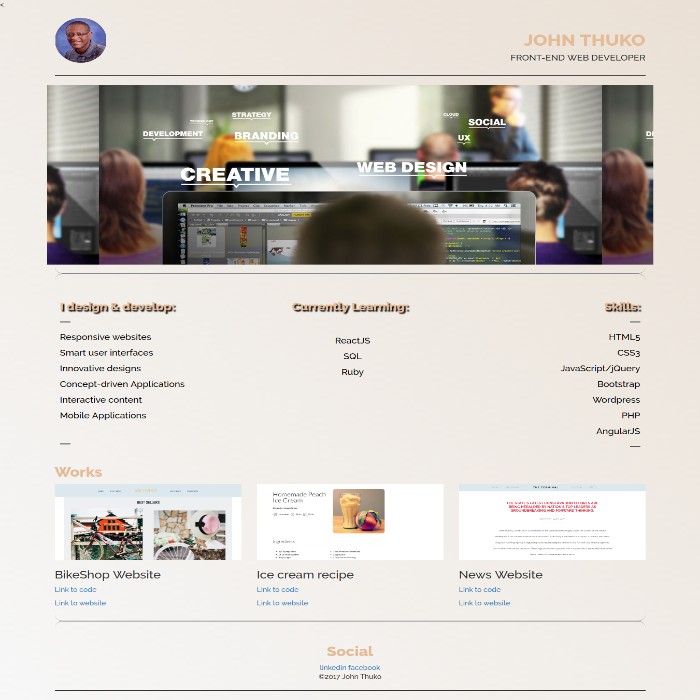 <
JOHN THUKO
FRONT-END WEB DEVELOPER
STRATEGY
CLOUD
SOCIAL
DEVELOPMENT
BRANDING
UX
CREATIVE
WEB DESIGN
I design & develop:
Responsive websites
Smart user interfaces
Innovative designs
Concept-driven Applications
Interactive content
Mobile Applications
Currently Learning:
ReactJS
SQL
Ruby
Skills:
HTML5
CSS3
JavaScript/jQuery
Bootstrap
Wordpress
PHP
AngularJS
Works
BEST SELLERS
Homemade Peach
Ice Cream
Ingredients
BikeShop Website
Link to code
Link to website
Ice cream recipe
Link to code
Link to website
News Website
Link to code
Link to website
Social
linkedin facebook
©2017 John Thuko